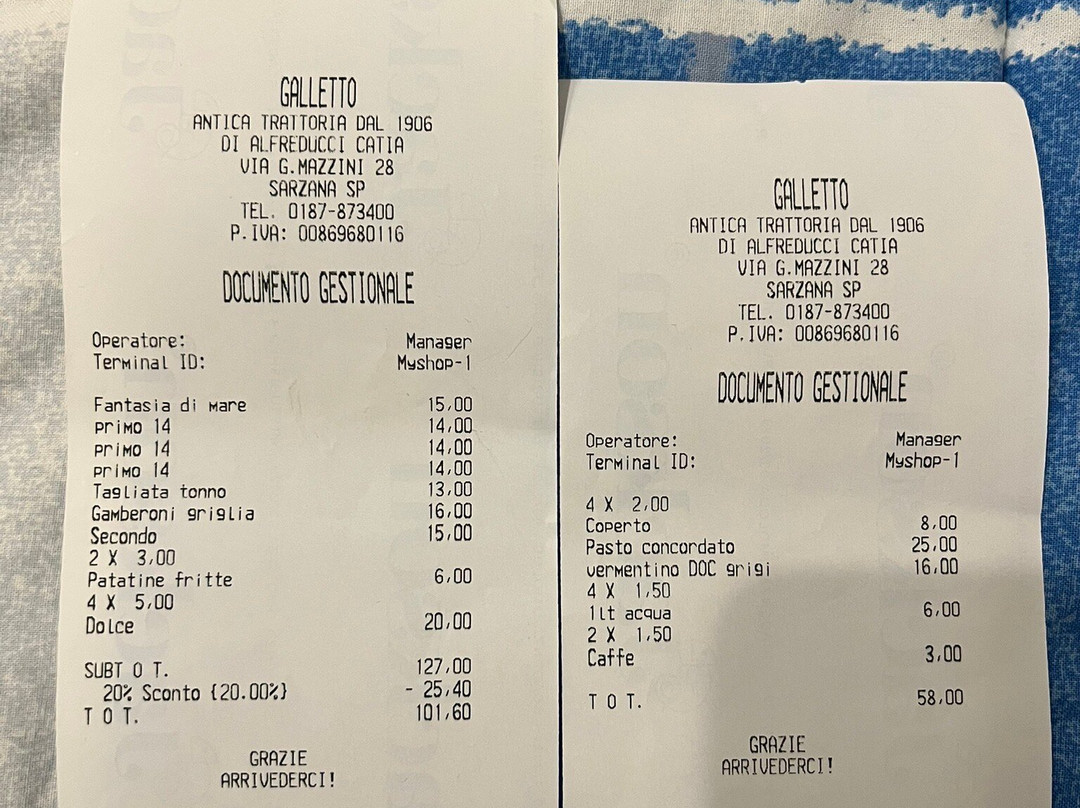 GALLETTO
ANTICA TRATTORIA DAL 1906
DI ALFREDUCCI CATIA
VIA G.MAZZINI 28
SARZANA SP
TEL. 0187-873400
P.IVA: 00869680116
DOCUMENTO GESTIONALE
Operatore: Manager
Terminal ID: Myshop-1
Fantasia di mare 15,00
primo 14 14,00
primo 14 14,00
primo 14 14,00
Tagliata tonno 13,00
Gamberoni griglia 16,00
Secondo 15,00
2 X 3,00
Patatine fritte 6,00
4 X 5,00
Dolce 20,00
SUBT O T. 127,00
20% Sconto {20.00%} - 25,40
T O T. 101,60
GRAZIE
ARRIVEDERCI!
GALLETTO
ANTICA TRATTORIA DAL 1906
DI ALFREDUCCI CATIA
VIA G.MAZZINI 28
SARZANA SP
TEL. 0187-873400
P.IVA: 00869680116
DOCUMENTO GESTIONALE
Operatore: Manager
Terminal ID: Myshop-1
4 X 2,00
Coperto 8,00
Pasto concordato 25,00
vermentino DOC grigi 16,00
4 X 1,50
1lt acqua 6,00
2 X 1,50
Caffe 3,00
T O T. 58,00
GRAZIE
ARRIVEDERCI!